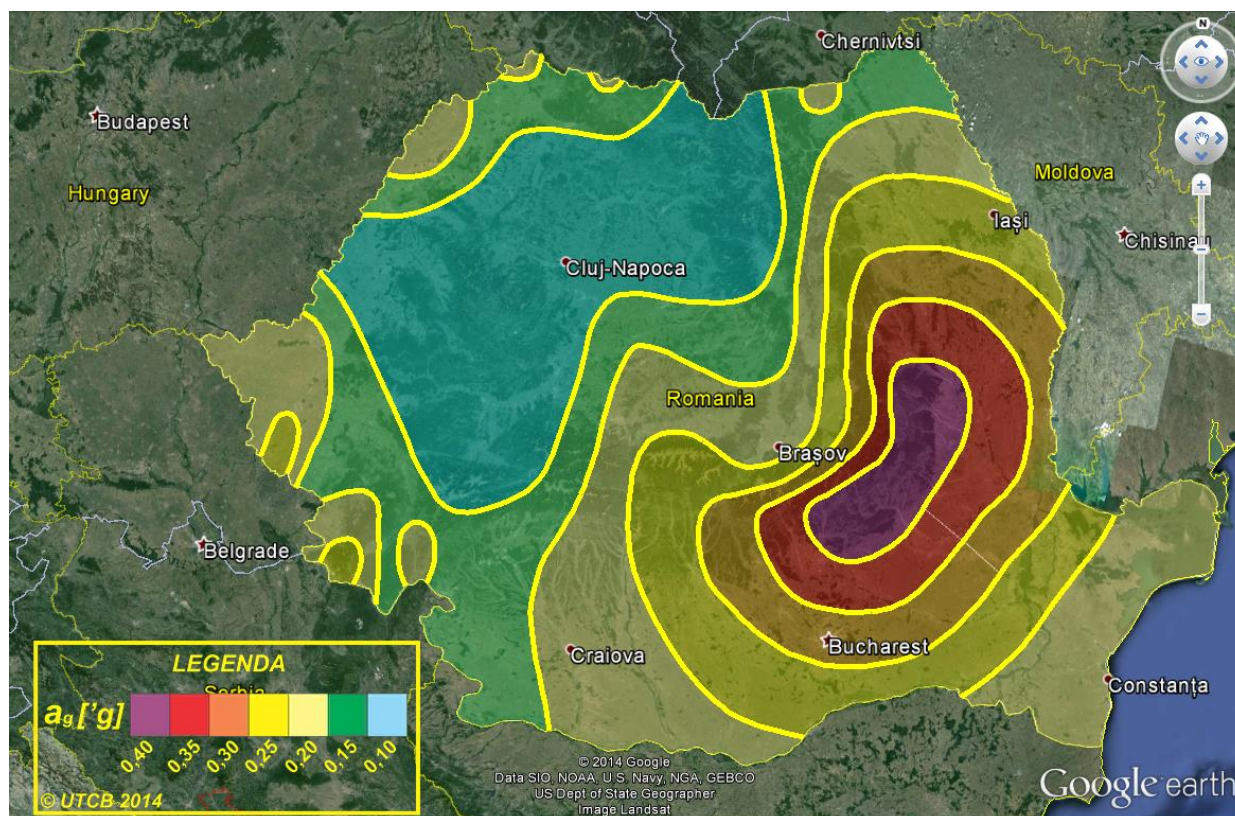 N
Chernivtsi
Budapest
Hungary
Moldova
Iași
Chisinau
Cluj-Napoca
Romania
Brașov
Belgrade
Bucharest
Craiova
Constanța
LEGENDA
Serbia
ag ['g]
0,40 0,35 0,30 0,25 0,20 0,15 0,10
© UTCB 2014
© 2014 Google
Data SIO, NOAA, U.S. Navy, NGA, GEBCO
US Dept of State Geographer
Image Landsat
Google earth